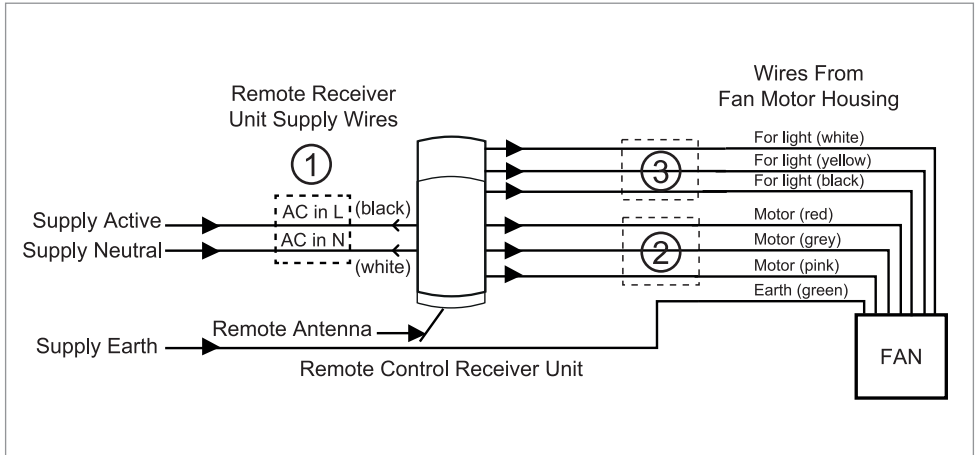 Remote Receiver
Unit Supply Wires
①
AC in L
(black)
AC in N
(white)
Supply Active
Supply Neutral
Supply Earth
Remote Antenna
Remote Control Receiver Unit
Wires From
Fan Motor Housing
③
For light (white)
For light (yellow)
For light (black)
②
Motor (red)
Motor (grey)
Motor (pink)
Earth (green)
FAN